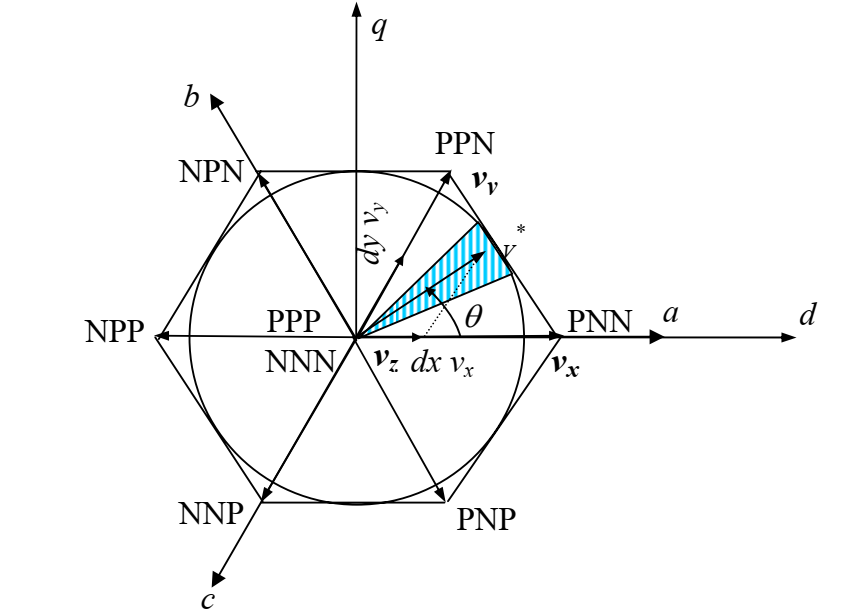 q
b
PPN
NPN
v_v
dy v_y
v*
PPP
NPP
θ
PNN
a
d
NNN
v_z
dx v_x
v_x
NNP
PNP
c